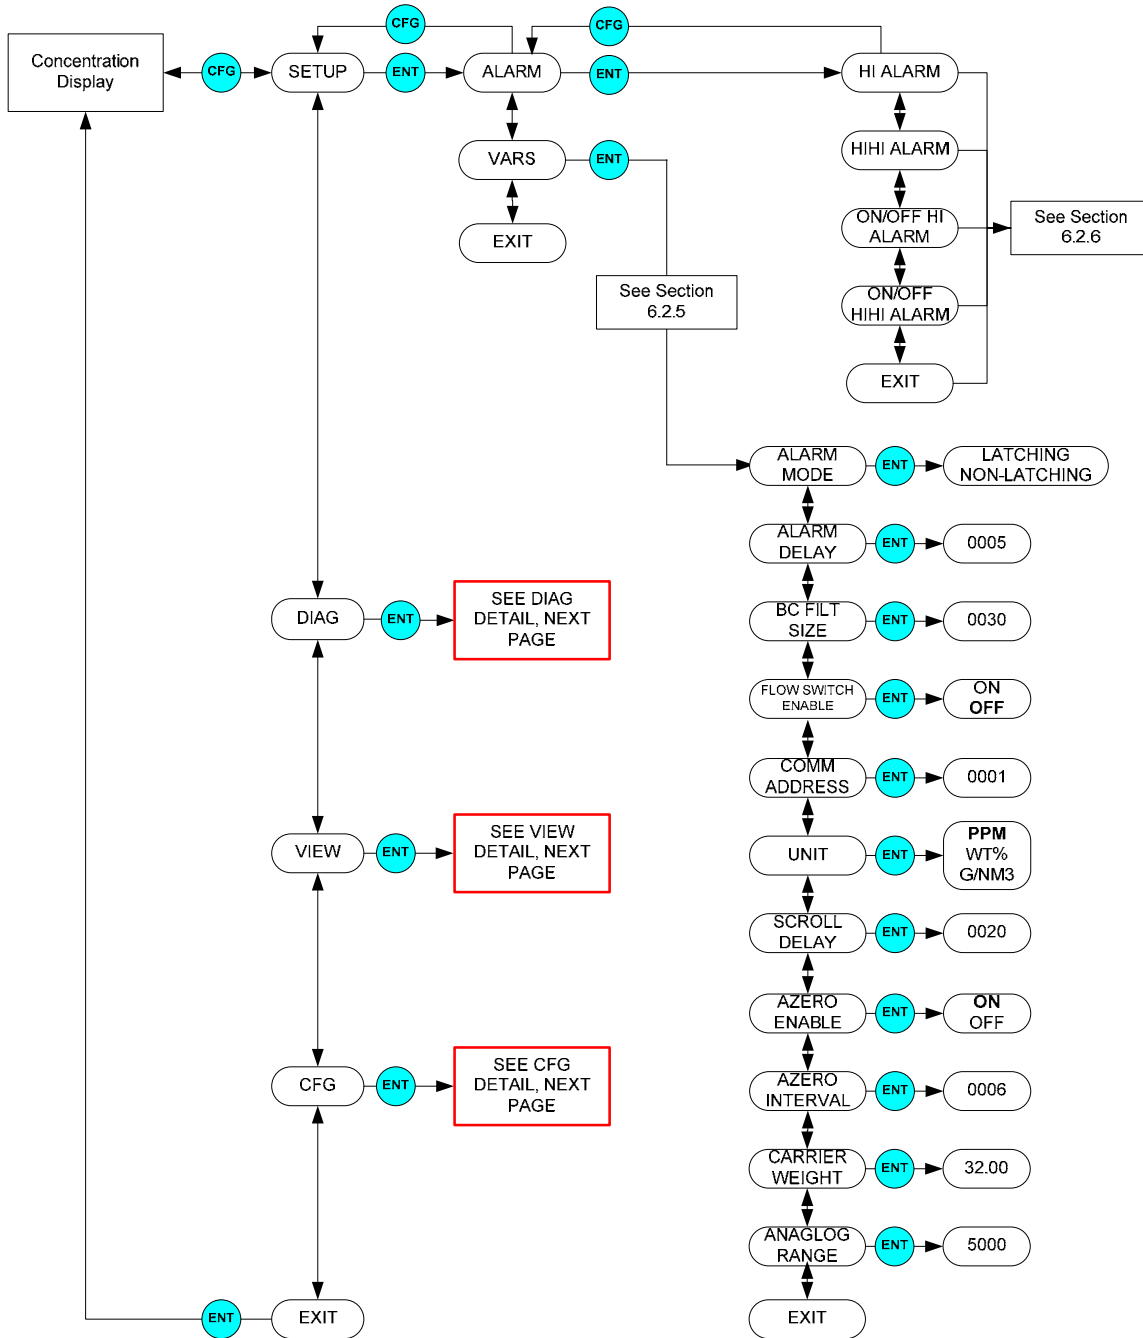 CFG
CFG
Concentration
Display
CFG
SETUP
ENT
ALARM
ENT
HI ALARM
VARS
ENT
HIHI ALARM
EXIT
ON/OFF HI
ALARM
See Section
6.2.6
See Section
6.2.5
ON/OFF
HIHI ALARM
EXIT
ALARM
MODE
ENT
LATCHING
NON-LATCHING
ALARM
DELAY
ENT
0005
DIAG
ENT
SEE DIAG
DETAIL, NEXT
PAGE
BC FILT
SIZE
ENT
0030
FLOW SWITCH
ENABLE
ENT
ON
OFF
COMM
ADDRESS
ENT
0001
VIEW
ENT
SEE VIEW
DETAIL, NEXT
PAGE
UNIT
ENT
PPM
WT%
G/NM3
SCROLL
DELAY
ENT
0020
AZERO
ENABLE
ENT
ON
OFF
CFG
ENT
SEE CFG
DETAIL, NEXT
PAGE
AZERO
INTERVAL
ENT
0006
CARRIER
WEIGHT
ENT
32.00
ANAGLOG
RANGE
ENT
5000
ENT
EXIT
EXIT